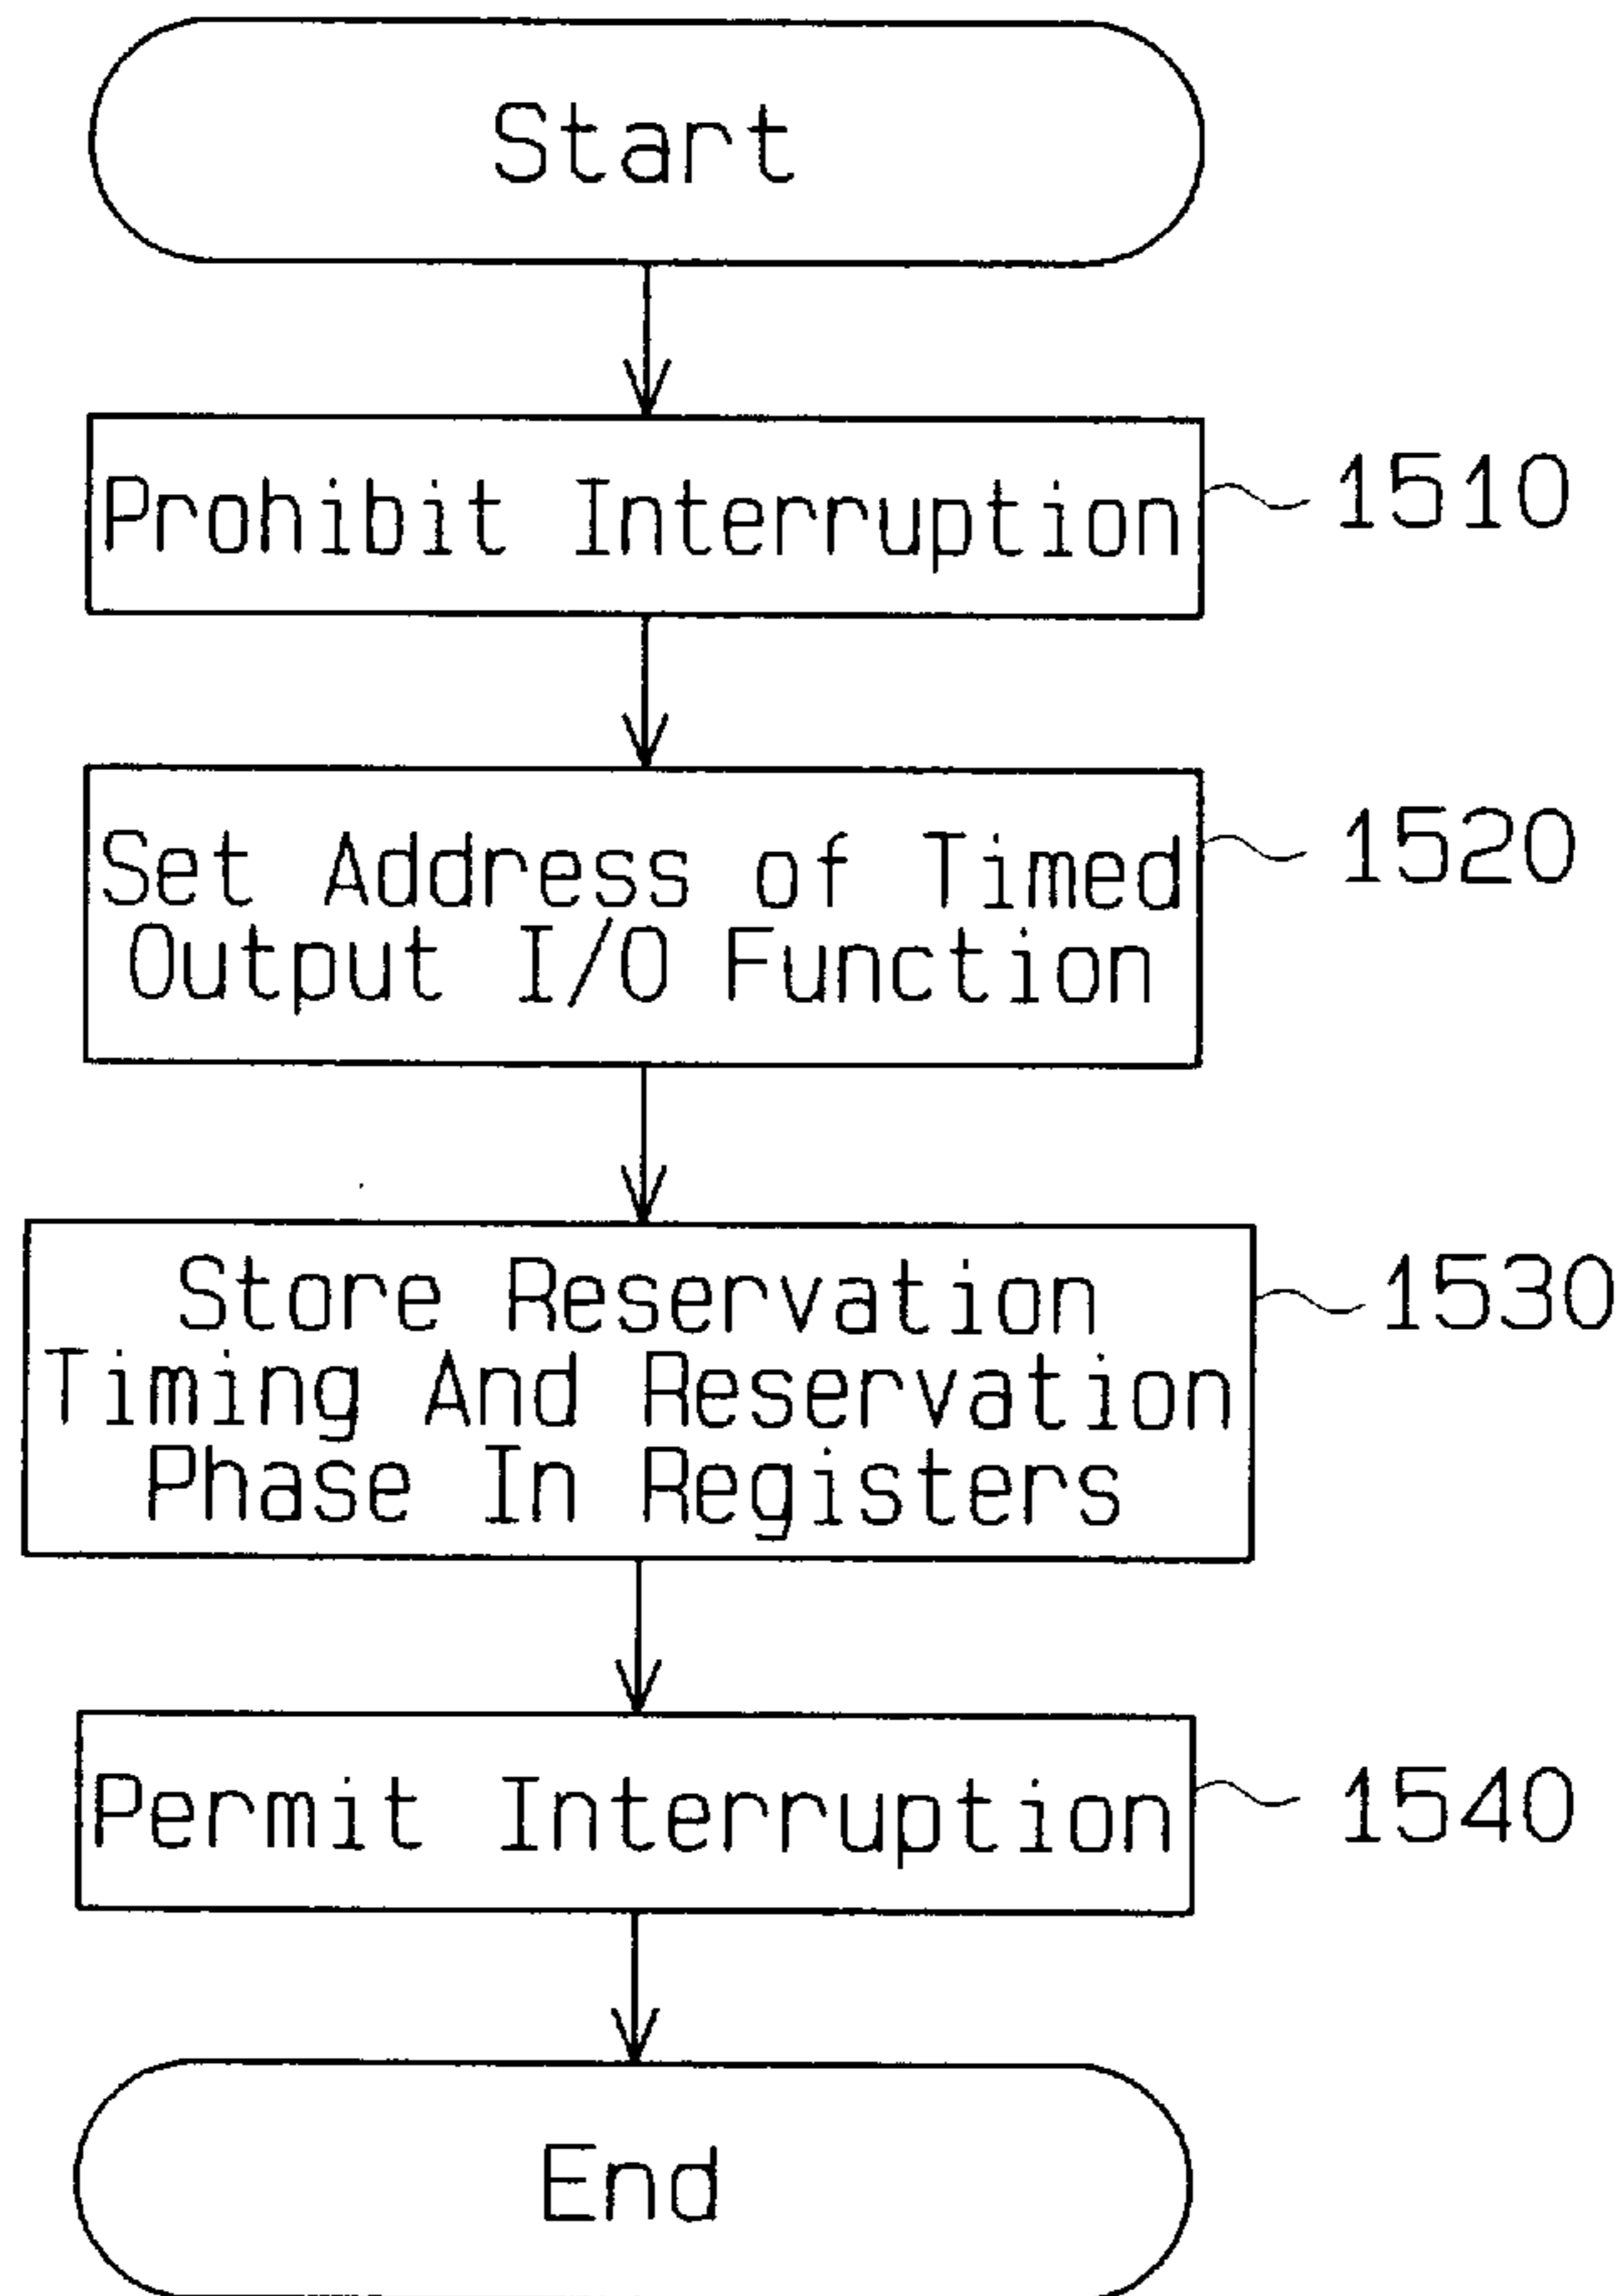 Start
Prohibit Interruption
1510
Set Address of Timed
Output I/O Function
1520
Store Reservation
Timing And Reservation
Phase In Registers
1530
Permit Interruption
1540
End